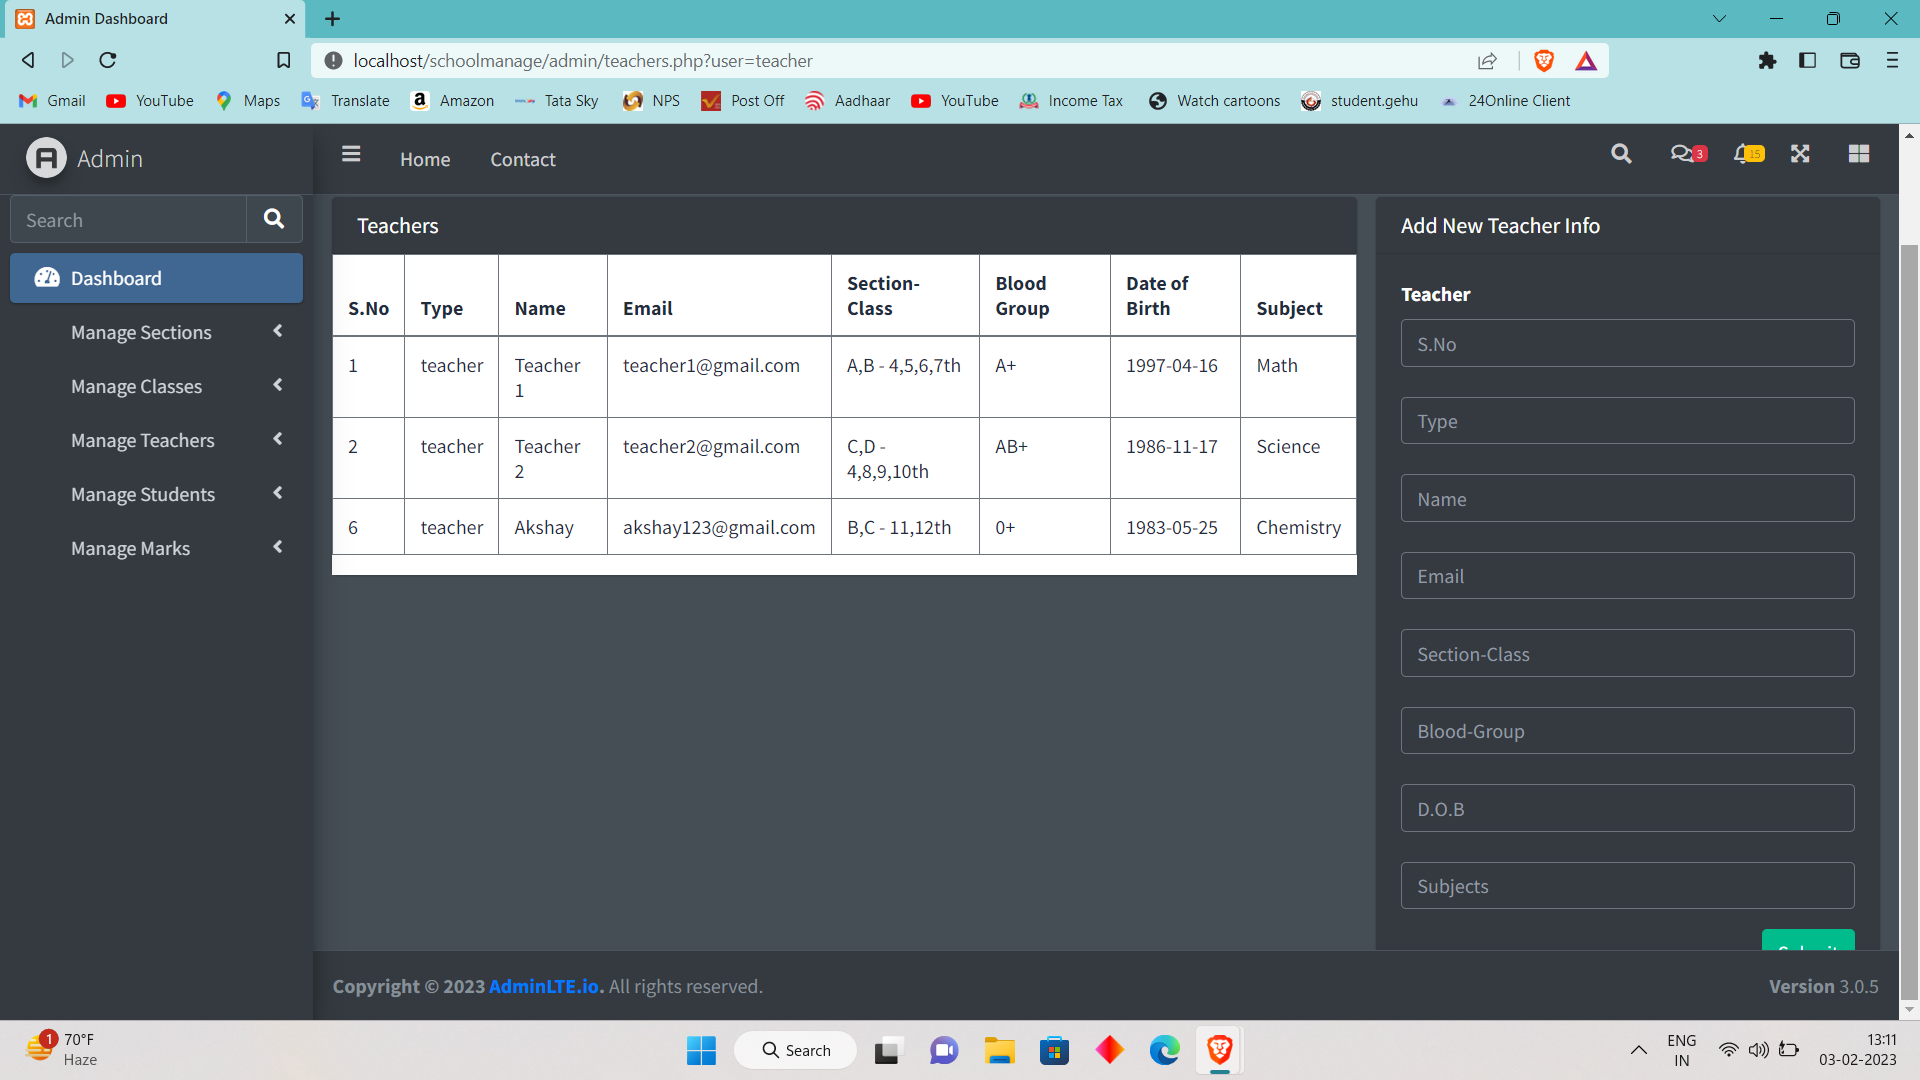 Admin Dashboard
localhost/schoolmanage/admin/teachers.php?user=teacher
Gmail YouTube Maps Translate Amazon Tata Sky NPS Post Off Aadhaar YouTube Income Tax Watch cartoons student.gehu 24Online Client
Admin
Home Contact
3
15
Search
Dashboard
Manage Sections
Manage Classes
Manage Teachers
Manage Students
Manage Marks
Teachers
S.No Type Name Email Section-Class Blood Group Date of Birth Subject
1 teacher Teacher 1 teacher1@gmail.com A,B - 4,5,6,7th A+ 1997-04-16 Math
2 teacher Teacher 2 teacher2@gmail.com C,D - 4,8,9,10th AB+ 1986-11-17 Science
6 teacher Akshay akshay123@gmail.com B,C - 11,12th 0+ 1983-05-25 Chemistry
Add New Teacher Info
Teacher
S.No
Type
Name
Email
Section-Class
Blood-Group
D.O.B
Subjects
Submit
Copyright © 2023 AdminLTE.io. All rights reserved.
Version 3.0.5
1
70°F
Haze
Search
ENG
IN
13:11
03-02-2023